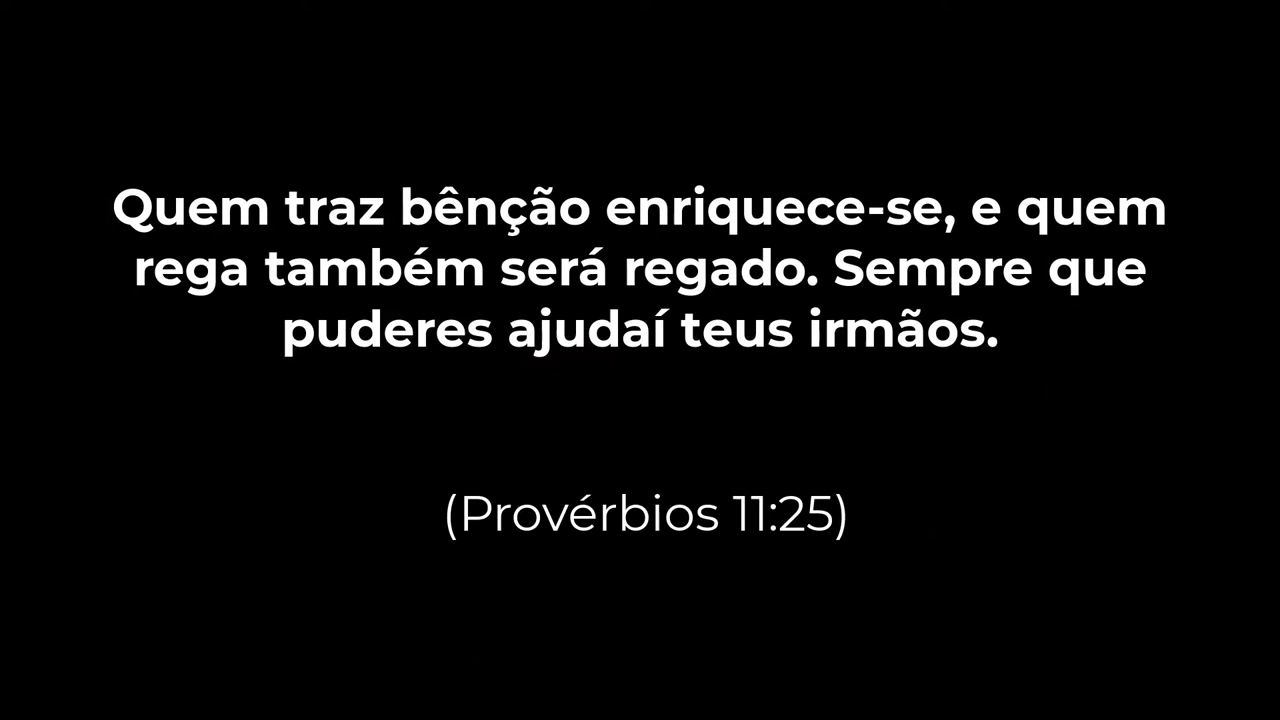 Quem traz bênção enriquece-se, e quem
rega também será regado. Sempre que
puderes ajudaí teus irmãos.
(Provérbios 11:25)